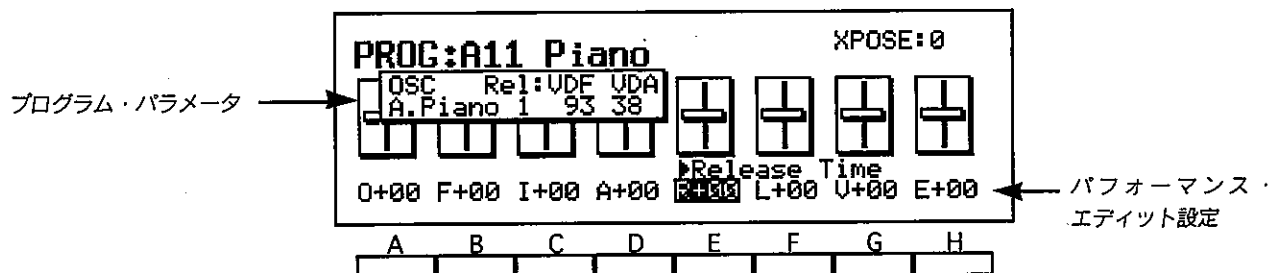 PROG:A11 Piano
XPOSE:0
OSC Rel:VDF VDA
A.Piano 1 93 38
プログラム・パラメータ
▶Release Time
O+00 F+00 I+00 A+00 R+00 L+00 V+00 E+00
パフォーマンス・
エディット設定
A B C D E F G H